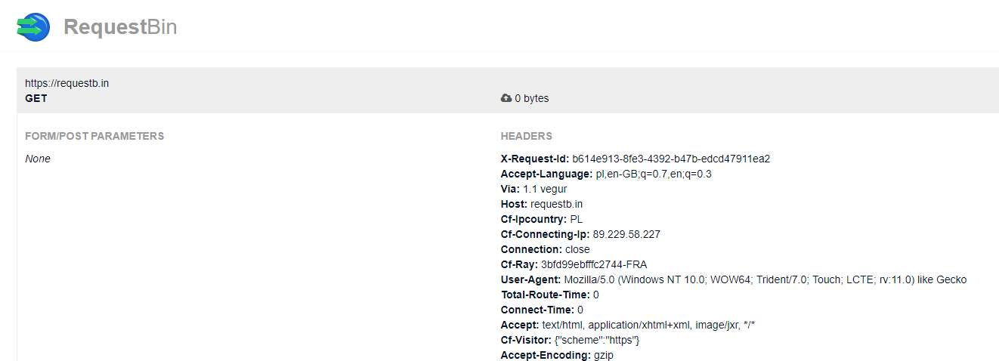 RequestBin
https://requestb.in
GET
0 bytes
FORM/POST PARAMETERS
None
HEADERS
X-Request-Id: b614e913-8fe3-4392-b47b-edcd47911ea2
Accept-Language: pl,en-GB;q=0.7,en;q=0.3
Via: 1.1 vegur
Host: requestb.in
Cf-Ipcountry: PL
Cf-Connecting-Ip: 89.229.58.227
Connection: close
Cf-Ray: 3bfd99ebfffc2744-FRA
User-Agent: Mozilla/5.0 (Windows NT 10.0; WOW64; Trident/7.0; Touch; LCTE; rv:11.0) like Gecko
Total-Route-Time: 0
Connect-Time: 0
Accept: text/html, application/xhtml+xml, image/jxr, */*
Cf-Visitor: {"scheme":"https"}
Accept-Encoding: gzip